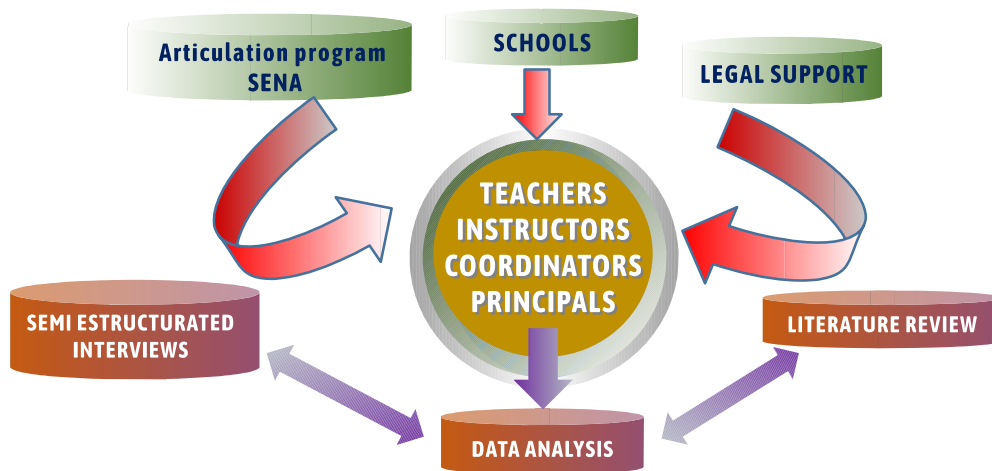 Articulation program
SENA
SCHOOLS
LEGAL SUPPORT
TEACHERS
INSTRUCTORS
COORDINATORS
PRINCIPALS
SEMI ESTRUCTURATED
INTERVIEWS
LITERATURE REVIEW
DATA ANALYSIS